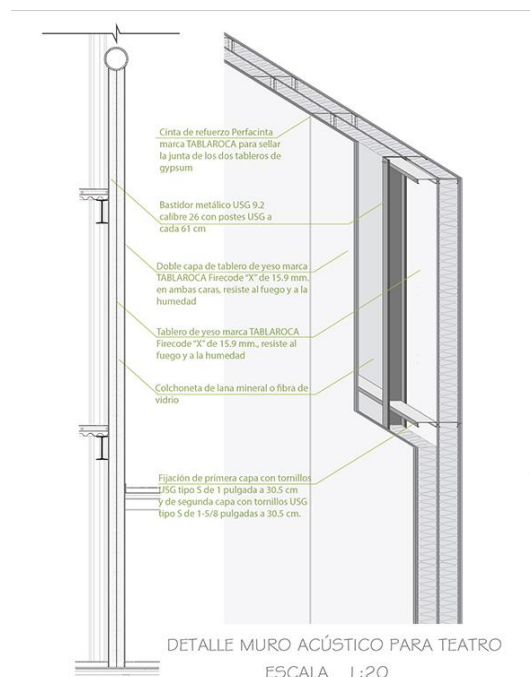 Cinta de refuerzo Perfacinta
marca TABLAROCA para sellar
la junta de los dos tableros de
gypsum
Bastidor metálico USG 9.2
calibre 26 con postes USG a
cada 61 cm
Doble capa de tablero de yeso marca
TABLAROCA Firecode "X" de 15.9 mm.
en ambas caras, resiste al fuego y a la
humedad
Tablero de yeso marca TABLAROCA
Firecode "X" de 15.9 mm., resiste al
fuego y a la humedad
Colchoneta de lana mineral o fibra de
vidrio
Fijación de primera capa con tornillos
USG tipo S de 1 pulgada a 30.5 cm
y de segunda capa con tornillos USG
tipo S de 1-5/8 pulgadas a 30.5 cm.
DETALLE MURO ACÚSTICO PARA TEATRO
ESCALA 1:20